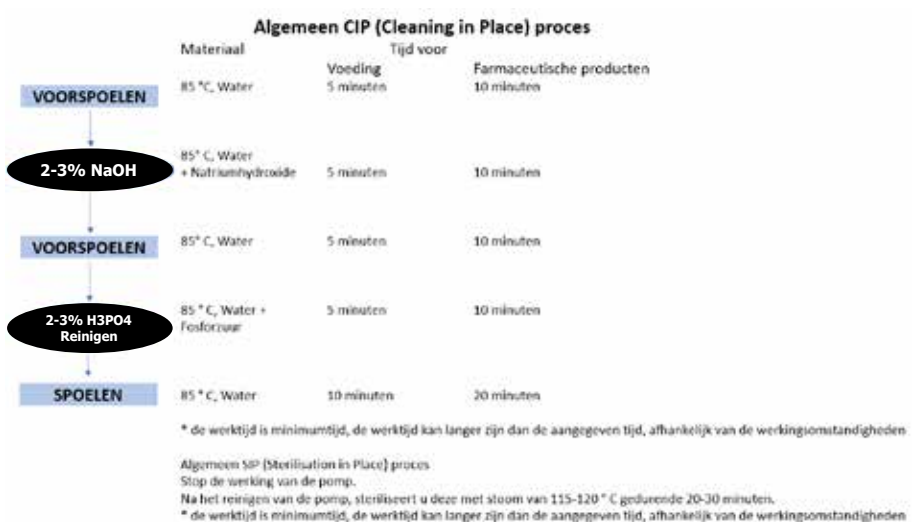 Algemeen CIP (Cleaning in Place) proces
Materiaal Tijd voor
Voeding Farmaceutische producten
VOORSPOELEN 85 °C, Water 5 minuten 10 minuten
2-3% NaOH 85° C, Water
+ Natriumhydroxide 5 minuten 10 minuten
VOORSPOELEN 85° C, Water 5 minuten 10 minuten
2-3% H3PO4
Reinigen
85 ° C, Water +
Fosforzuur 5 minuten 10 minuten
SPOELEN 85 ° C, Water 10 minuten 20 minuten
* de werktijd is minimumtijd, de werktijd kan langer zijn dan de aangegeven tijd, afhankelijk van de werkingsomstandigheden
Algemeen SIP (Sterilisation in Place) proces
Stop de werking van de pomp.
Na het reinigen van de pomp, steriliseert u deze met stoom van 115-120 ° C gedurende 20-30 minuten.
* de werktijd is minimumtijd, de werktijd kan langer zijn dan de aangegeven tijd, afhankelijk van de werkingsomstandigheden